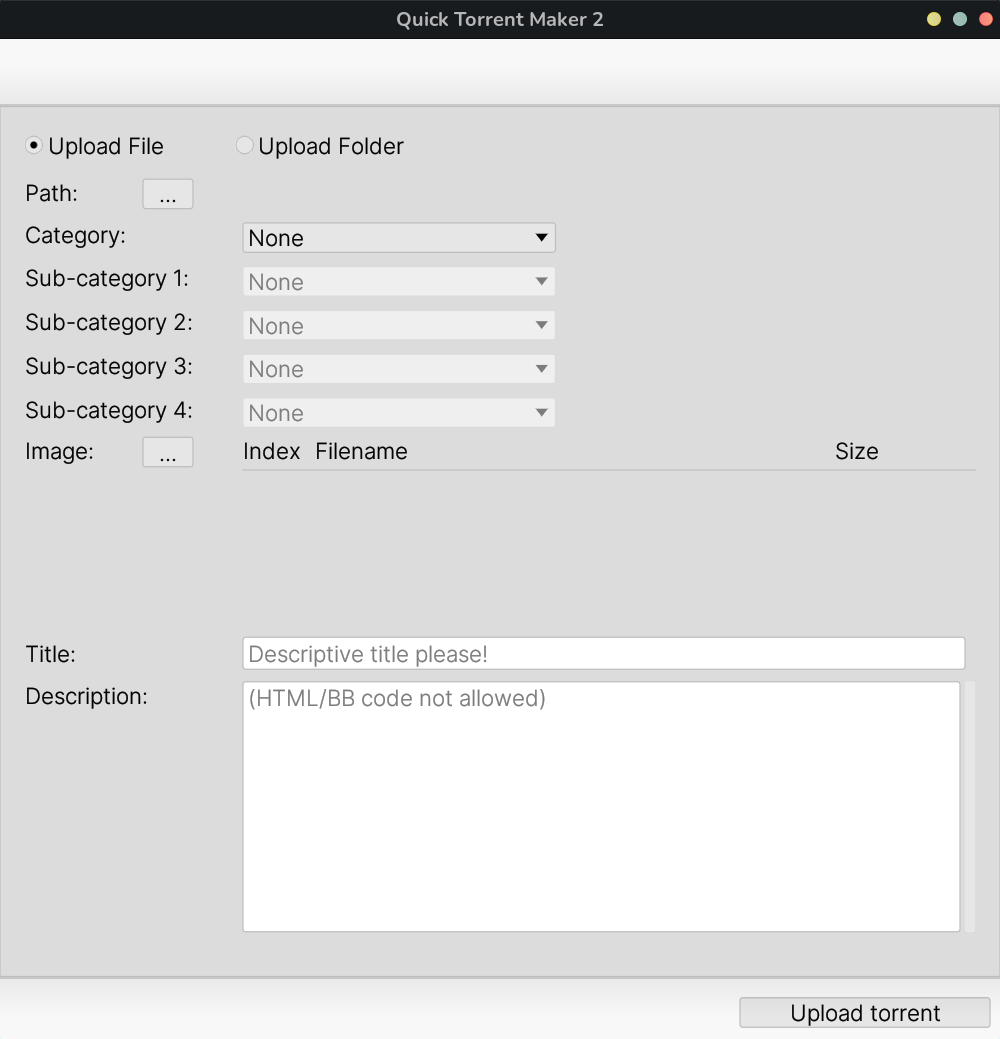 Quick Torrent Maker 2
Upload File Upload Folder
Path: ...
Category: None
Sub-category 1: None
Sub-category 2: None
Sub-category 3: None
Sub-category 4: None
Image: ... Index Filename Size
Title: Descriptive title please!
Description: (HTML/BB code not allowed)
Upload torrent